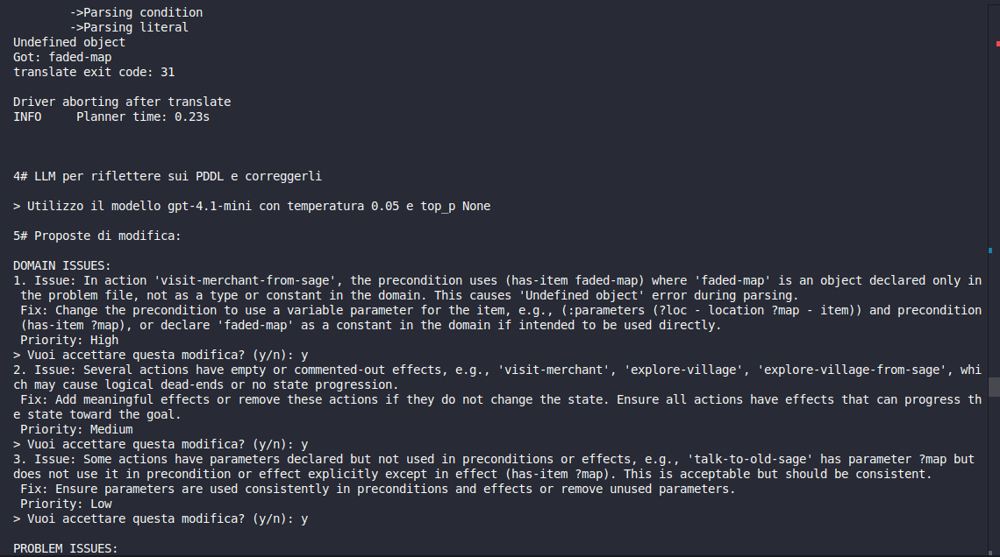 ->Parsing condition
->Parsing literal
Undefined object
Got: faded-map
translate exit code: 31
Driver aborting after translate
INFO     Planner time: 0.23s
4# LLM per riflettere sui PDDL e correggerli
> Utilizzo il modello gpt-4.1-mini con temperatura 0.05 e top_p None
5# Proposte di modifica:
DOMAIN ISSUES:
1. Issue: In action 'visit-merchant-from-sage', the precondition uses (has-item faded-map) where 'faded-map' is an object declared only in
the problem file, not as a type or constant in the domain. This causes 'Undefined object' error during parsing.
Fix: Change the precondition to use a variable parameter for the item, e.g., (:parameters (?loc - location ?map - item)) and precondition
(has-item ?map), or declare 'faded-map' as a constant in the domain if intended to be used directly.
Priority: High
> Vuoi accettare questa modifica? (y/n): y
2. Issue: Several actions have empty or commented-out effects, e.g., 'visit-merchant', 'explore-village', 'explore-village-from-sage', whi
ch may cause logical dead-ends or no state progression.
Fix: Add meaningful effects or remove these actions if they do not change the state. Ensure all actions have effects that can progress th
e state toward the goal.
Priority: Medium
> Vuoi accettare questa modifica? (y/n): y
3. Issue: Some actions have parameters declared but not used in preconditions or effects, e.g., 'talk-to-old-sage' has parameter ?map but
does not use it in precondition or effect explicitly except in effect (has-item ?map). This is acceptable but should be consistent.
Fix: Ensure parameters are used consistently in preconditions and effects or remove unused parameters.
Priority: Low
> Vuoi accettare questa modifica? (y/n): y
PROBLEM ISSUES: